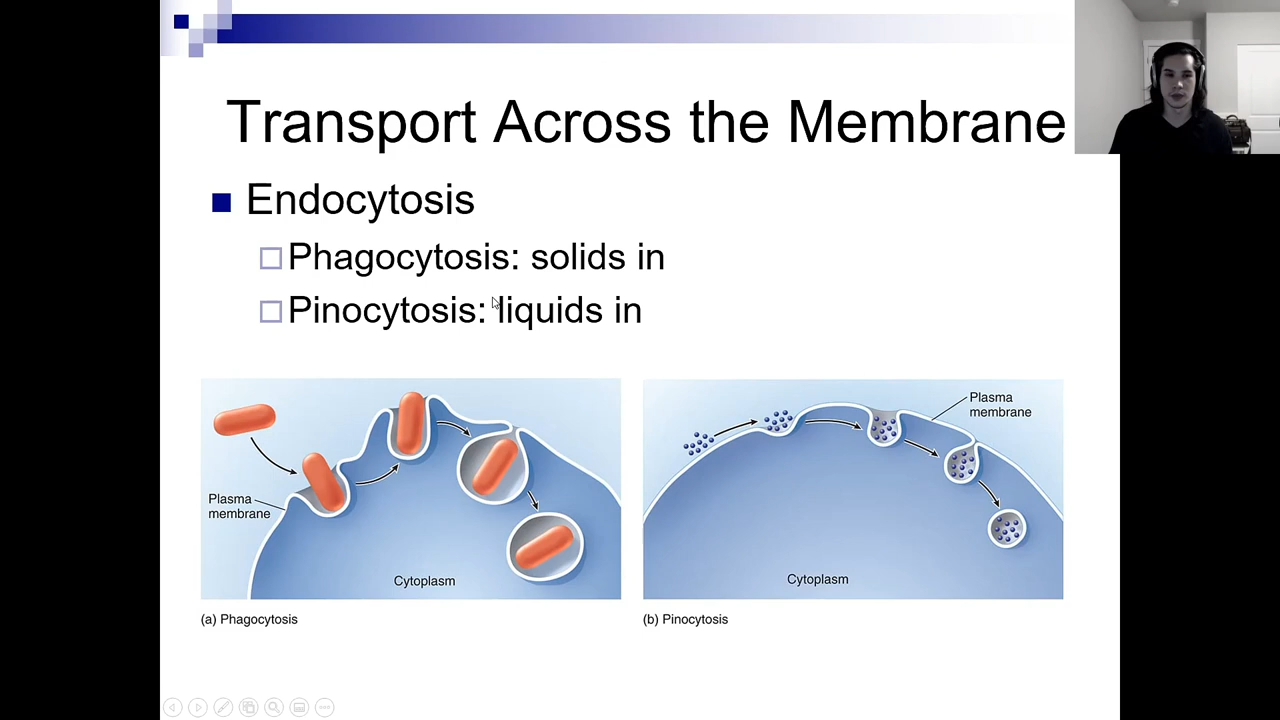 Transport Across the Membrane
Endocytosis
Phagocytosis: solids in
Pinocytosis: liquids in
Plasma
membrane
Cytoplasm
(a) Phagocytosis
Plasma
membrane
Cytoplasm
(b) Pinocytosis